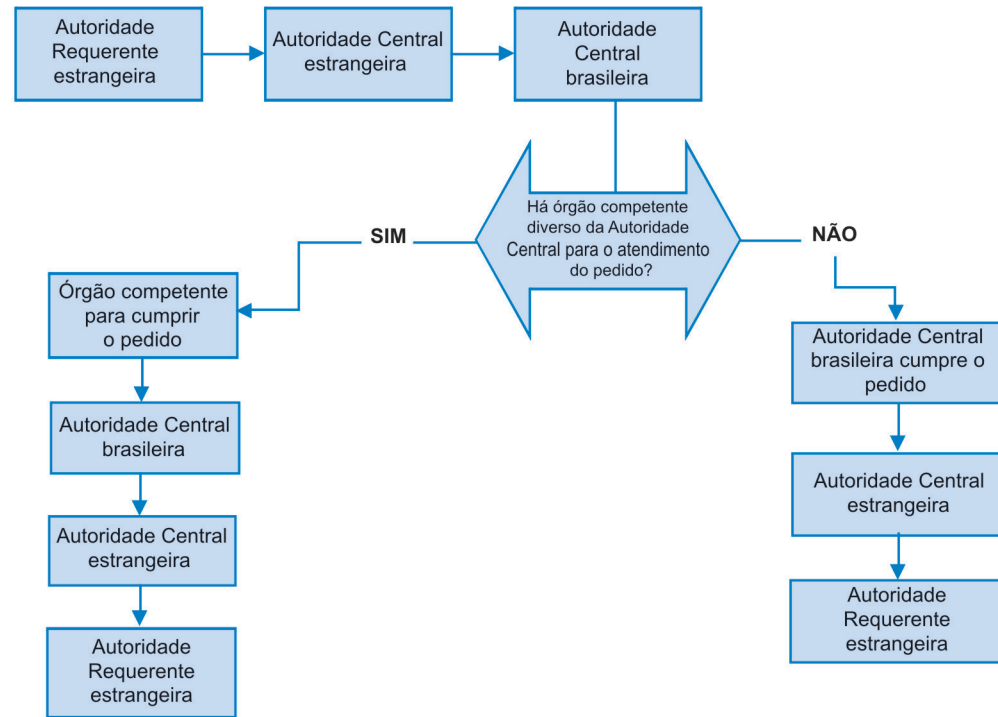 Autoridade
Requerente
estrangeira
Autoridade Central
estrangeira
Autoridade
Central
brasileira
Há órgão competente
diverso da Autoridade
Central para o atendimento
do pedido?
SIM
NÃO
Órgão competente
para cumprir
o pedido
Autoridade Central
brasileira
Autoridade Central
estrangeira
Autoridade
Requerente
estrangeira
Autoridade Central
brasileira cumpre o
pedido
Autoridade Central
estrangeira
Autoridade
Requerente
estrangeira